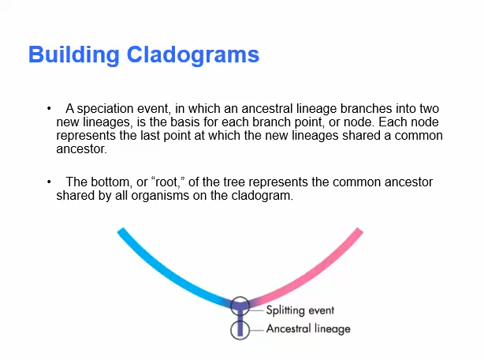 Building Cladograms
• A speciation event, in which an ancestral lineage branches into two
new lineages, is the basis for each branch point, or node. Each node
represents the last point at which the new lineages shared a common
ancestor.
• The bottom, or “root,” of the tree represents the common ancestor
shared by all organisms on the cladogram.
Splitting event
Ancestral lineage